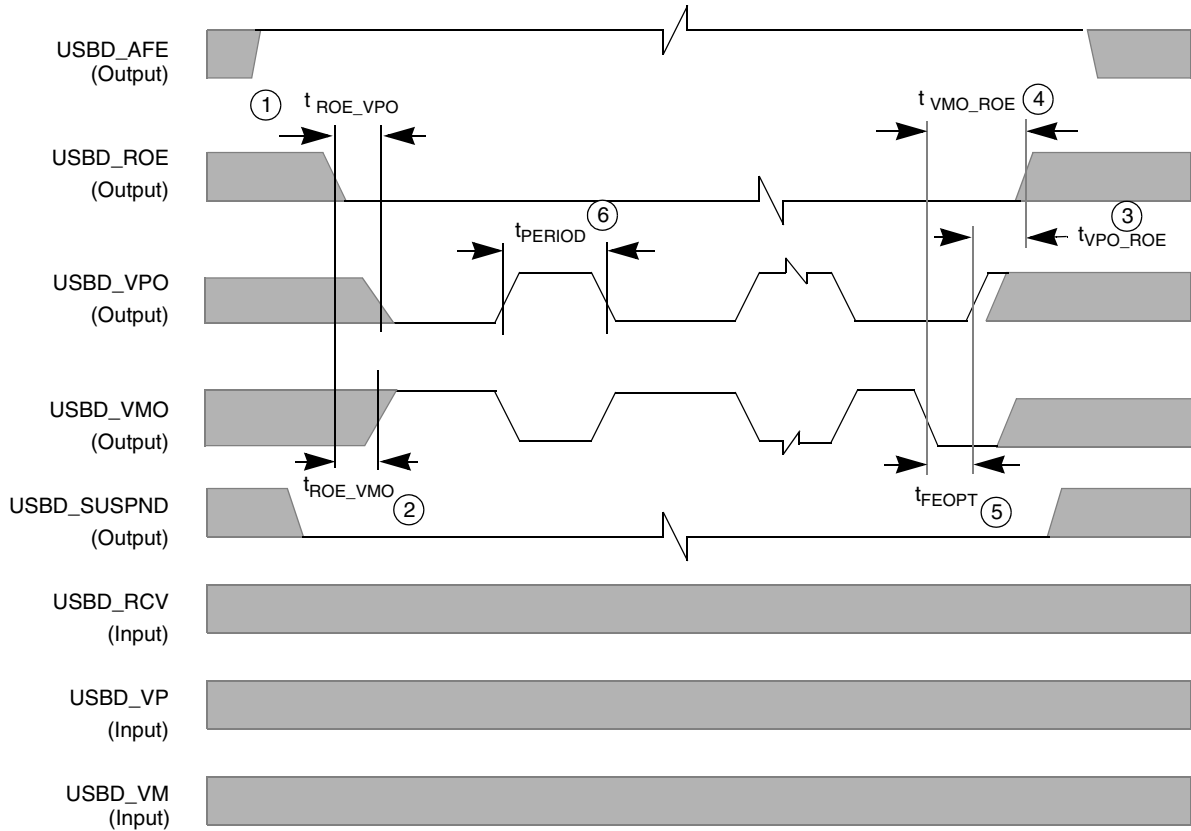 USBD_AFE
(Output)
1
t ROE_VPO
t VMO_ROE
4
USBD_ROE
(Output)
6
tPERIOD
3
tVPO_ROE
USBD_VPO
(Output)
USBD_VMO
(Output)
tROE_VMO
2
tFEOPT
5
USBD_SUSPND
(Output)
USBD_RCV
(Input)
USBD_VP
(Input)
USBD_VM
(Input)